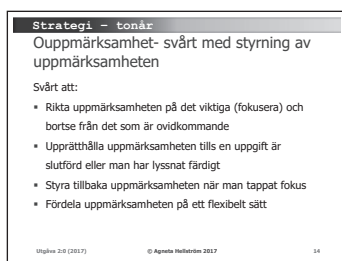 Strategi – tonår
Ouppmärksamhet- svårt med styrning av
uppmärksamheten
Svårt att:
▪ Rikta uppmärksamheten på det viktiga (fokusera) och
bortse från det som är ovidkommande
▪ Upprätthålla uppmärksamheten tills en uppgift är
slutförd eller man har lyssnat färdigt
▪ Styra tillbaka uppmärksamheten när man tappat fokus
▪ Fördela uppmärksamheten på ett flexibelt sätt
Utgåva 2:0 (2017) © Agneta Hellström 2017 14